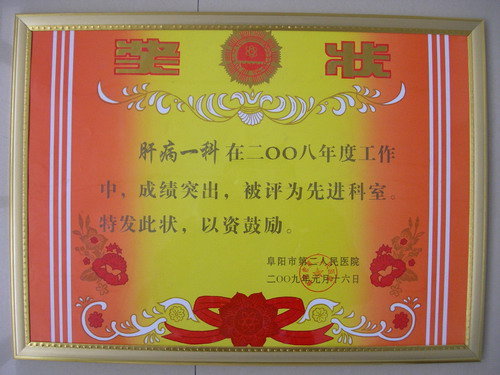 奖状
肝病一科在二OO八年度工作
中，成绩突出，被评为先进科室。
特发此状，以资鼓励。
阜阳市第二人民医院
二OO九年元月十六日